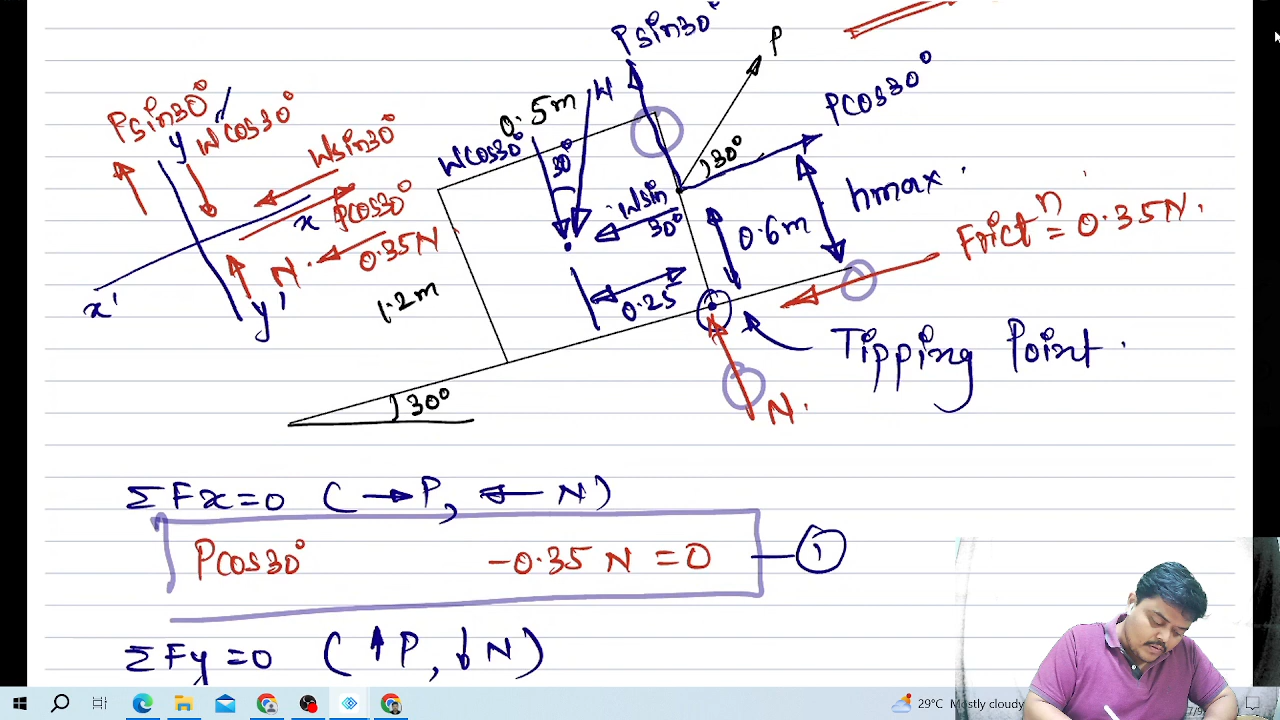 Psin30°
P
Psin30°
y
Wcos30°
Wsin30°
Pcos30°
x
0.35N
N.
x'
y'
0.5m
W
Wcos30°
30°
Wsin
30°
30°
Pcos30°
hmax.
0.6m
Frictn = 0.35N.
1.2m
0.25
Tipping Point.
30°
N.
ΣFx=0 ( → P, ← N)
Pcos30° -0.35 N = 0 — 1
ΣFy=0 ( ↑ P, ↓ N)
29°C Mostly cloudy